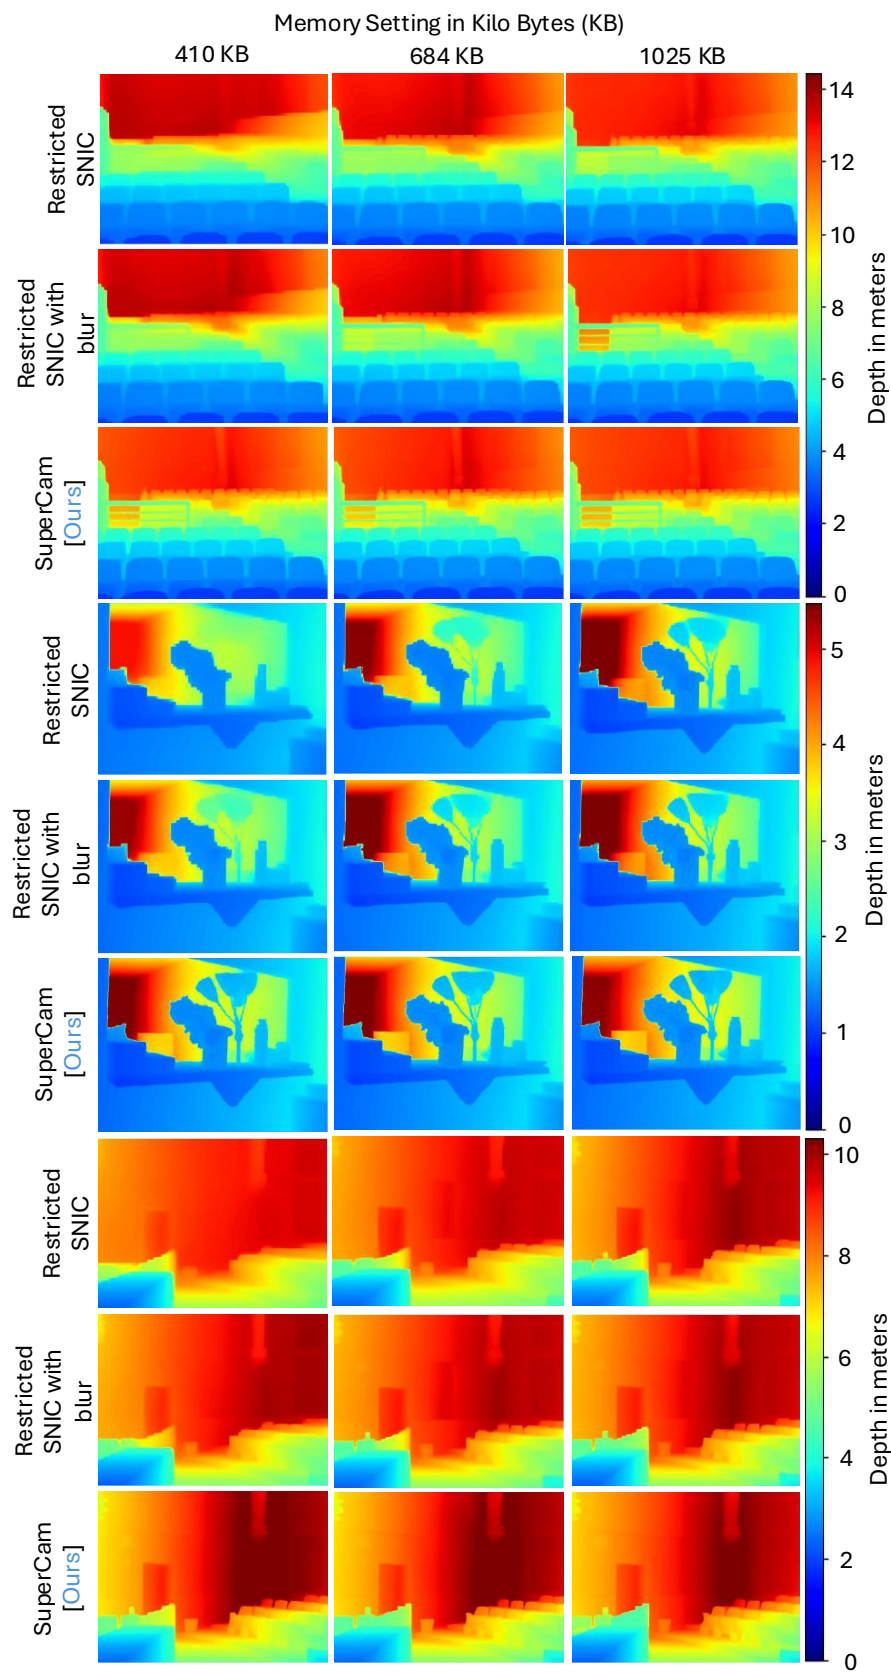 Memory Setting in Kilo Bytes (KB)
410 KB 684 KB 1025 KB
Restricted
SNIC
Restricted
SNIC with
blur
SuperCam
[Ours]
14
12
10
8
6
4
2
0
Depth in meters
Restricted
SNIC
Restricted
SNIC with
blur
SuperCam
[Ours]
5
4
3
2
1
0
Depth in meters
Restricted
SNIC
Restricted
SNIC with
blur
SuperCam
[Ours]
10
8
6
4
2
0
Depth in meters